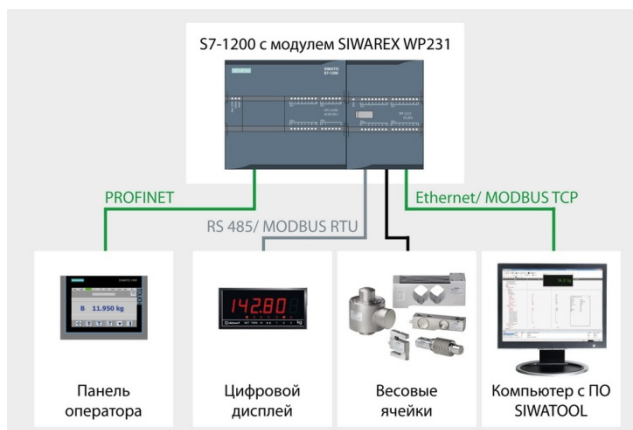 S7-1200 с модулем SIWAREX WP231
PROFINET
Ethernet/ MODBUS TCP
RS 485/ MODBUS RTU
B 11.950 kg
142.80
Панель
оператора
Цифровой
дисплей
Весовые
ячейки
Компьютер с ПО
SIWATOOL